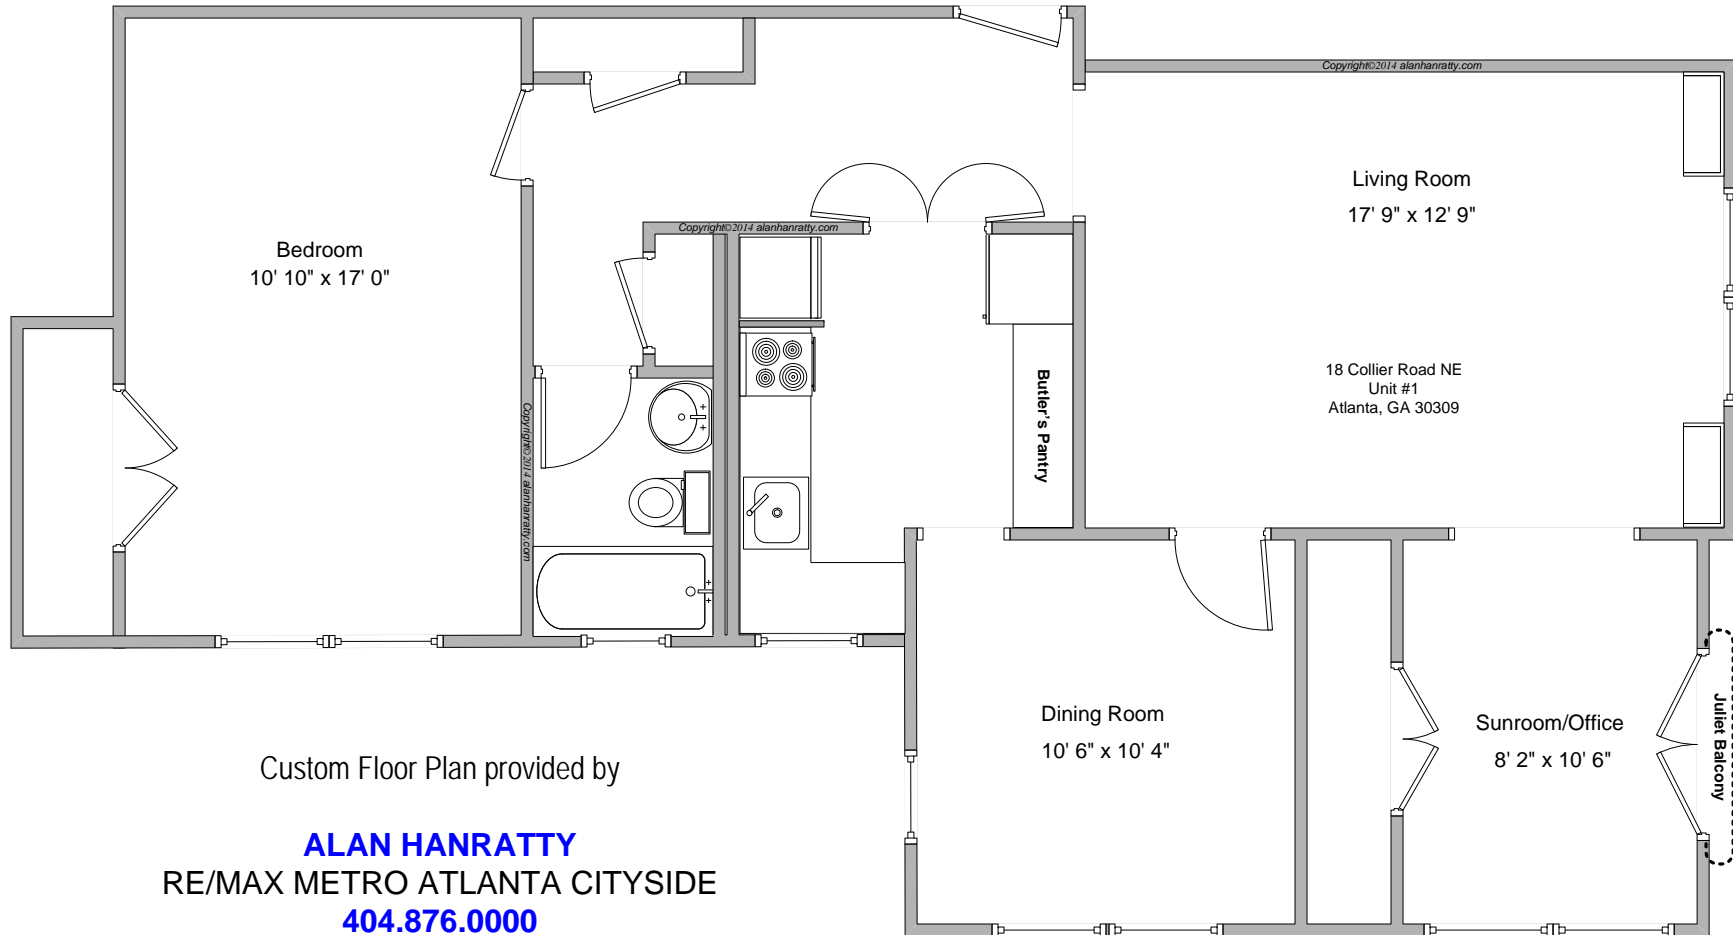 Copyright©2014 alanhanratty.com
Living Room
17' 9" x 12' 9"
Copyright©2014 alanhanratty.com
Bedroom
10' 10" x 17' 0"
18 Collier Road NE
Unit #1
Atlanta, GA 30309
Butler's Pantry
Copyright©2014 alanhanratty.com
Dining Room
10' 6" x 10' 4"
Sunroom/Office
8' 2" x 10' 6"
Juliet Balcony
Custom Floor Plan provided by
ALAN HANRATTY
RE/MAX METRO ATLANTA CITYSIDE
404.876.0000